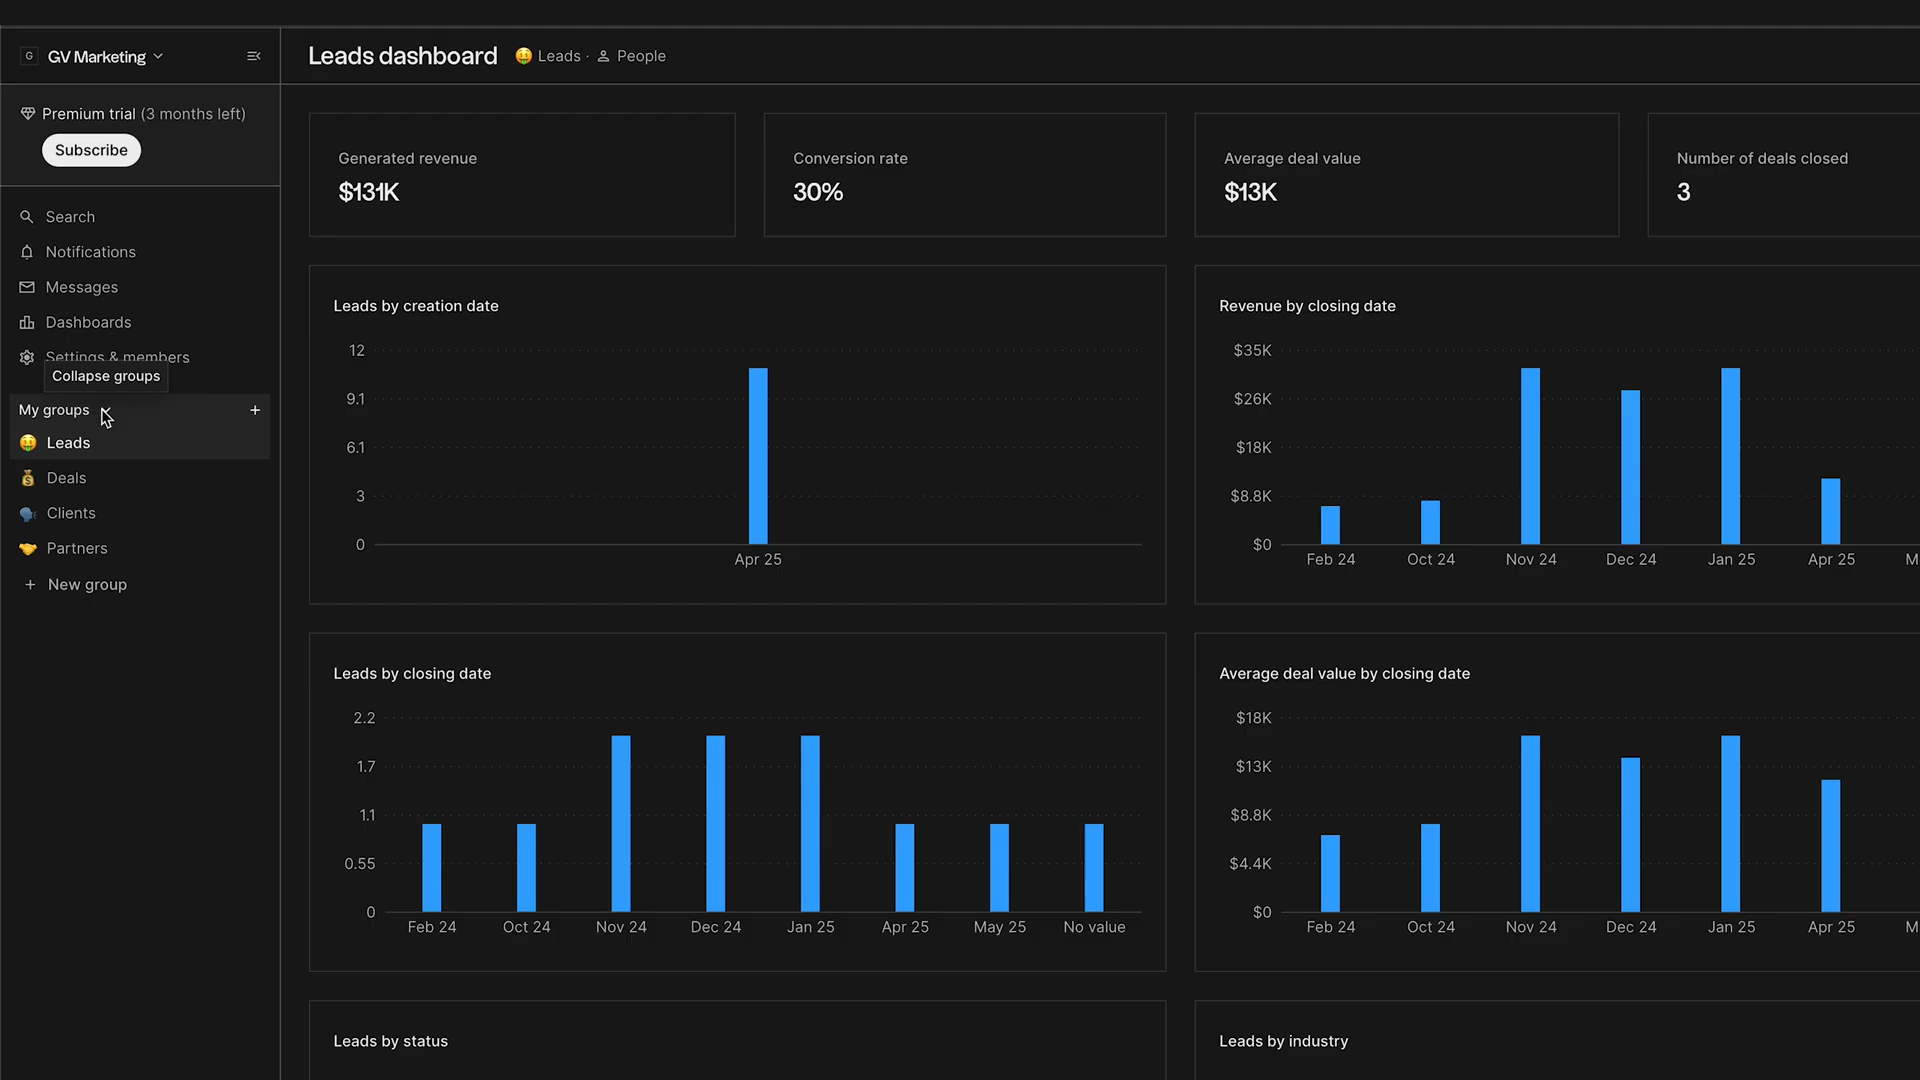 G GV Marketing
Leads dashboard
Leads · People
Premium trial (3 months left)
Subscribe
Search
Notifications
Messages
Dashboards
Settings & members
Collapse groups
My groups
Leads
Deals
Clients
Partners
New group
Generated revenue
$131K
Conversion rate
30%
Average deal value
$13K
Number of deals closed
3
Leads by creation date
12
9.1
6.1
3
0
Apr 25
Revenue by closing date
$35K
$26K
$18K
$8.8K
$0
Feb 24 Oct 24 Nov 24 Dec 24 Jan 25 Apr 25 M
Leads by closing date
2.2
1.7
1.1
0.55
0
Feb 24 Oct 24 Nov 24 Dec 24 Jan 25 Apr 25 May 25 No value
Average deal value by closing date
$18K
$13K
$8.8K
$4.4K
$0
Feb 24 Oct 24 Nov 24 Dec 24 Jan 25 Apr 25 M
Leads by status
Leads by industry